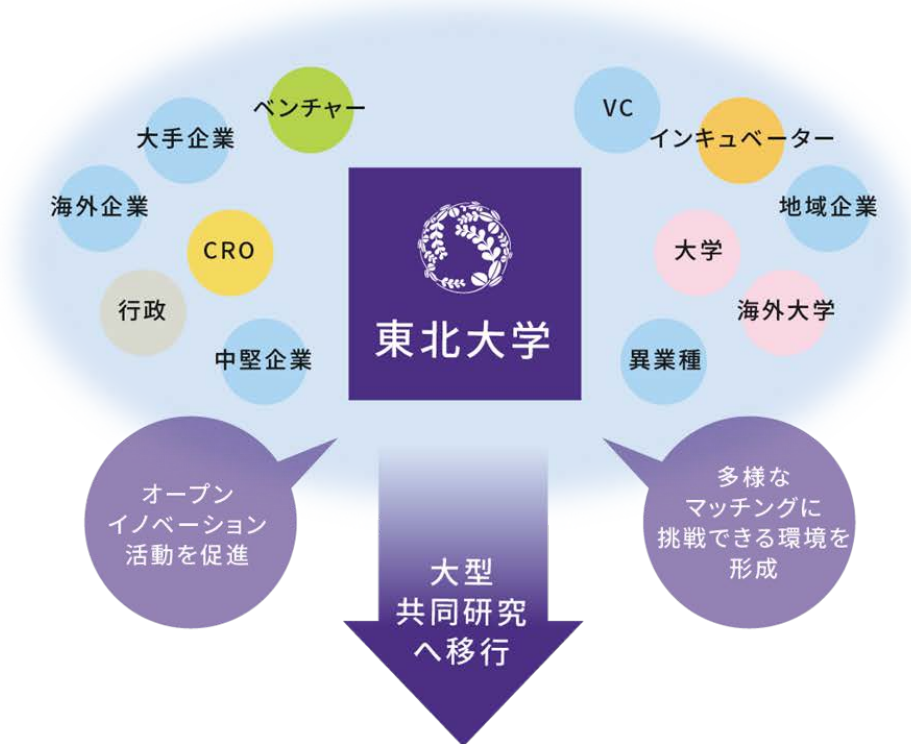 ベンチャー
大手企業
海外企業
CRO
行政
中堅企業
VC
インキュベーター
地域企業
大学
海外大学
異業種
東北大学
オープン
イノベーション
活動を促進
多様な
マッチングに
挑戦できる環境を
形成
大型
共同研究
へ移行